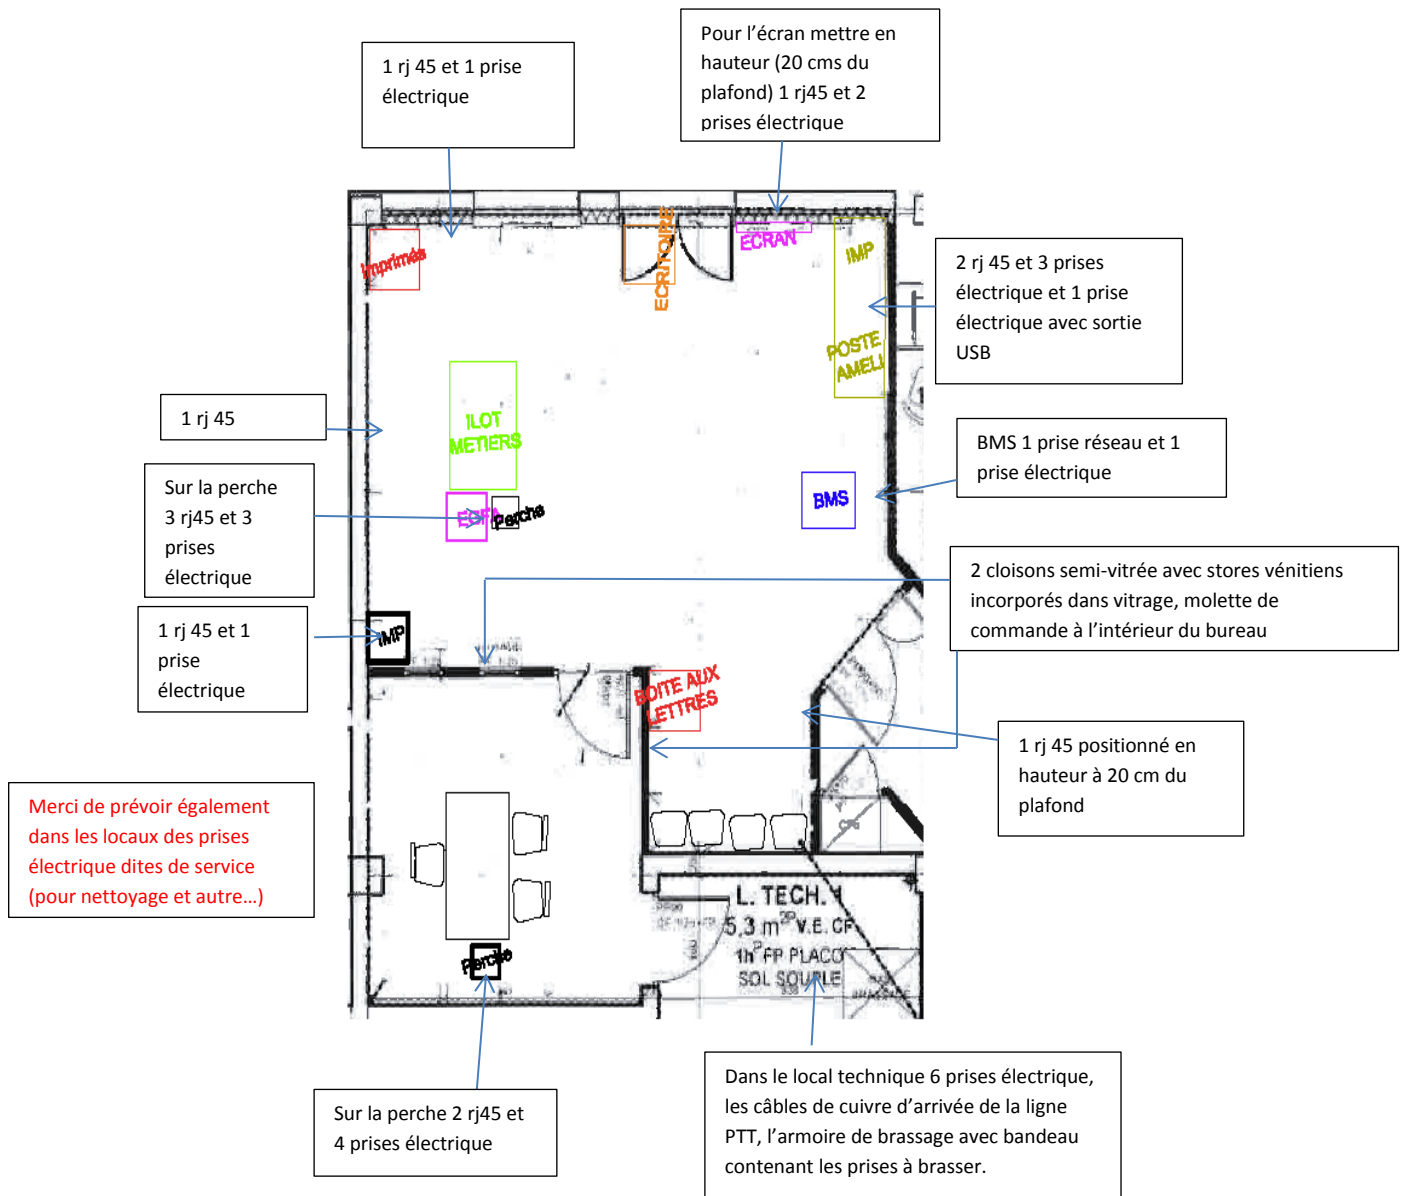 Pour l’écran mettre en
hauteur (20 cms du
plafond) 1 rj45 et 2
prises électrique
1 rj 45 et 1 prise
électrique
Imprimés
ECRITOIRE
ECRAN
IMP
POSTE
AMELI
2 rj 45 et 3 prises
électrique et 1 prise
électrique avec sortie
USB
1 rj 45
ILOT
METIERS
BMS 1 prise réseau et 1
prise électrique
Sur la perche
3 rj45 et 3
prises
électrique
Perche
BMS
2 cloisons semi-vitrée avec stores vénitiens
incorporés dans vitrage, molette de
commande à l’intérieur du bureau
1 rj 45 et 1
prise
électrique
IMP
BOITE AUX
LETTRES
1 rj 45 positionné en
hauteur à 20 cm du
plafond
Merci de prévoir également
dans les locaux des prises
électrique dites de service
(pour nettoyage et autre…)
L. TECH.
5,3 m² V.E. CF
1h FP PLACO
SOL SOUPLE
Perche
Sur la perche 2 rj45 et
4 prises électrique
Dans le local technique 6 prises électrique,
les câbles de cuivre d’arrivée de la ligne
PTT, l’armoire de brassage avec bandeau
contenant les prises à brasser.